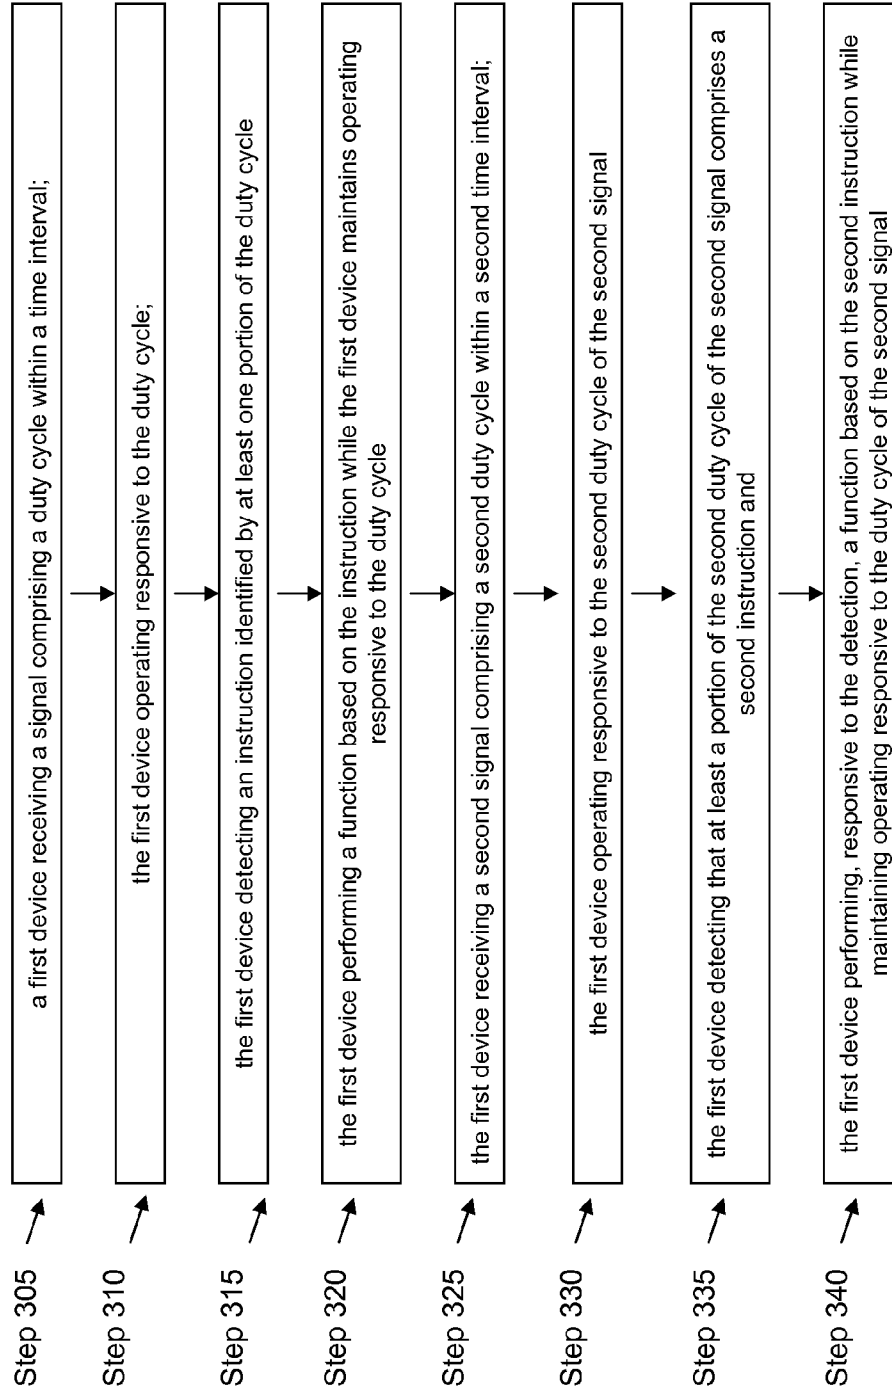 Step 305
a first device receiving a signal comprising a duty cycle within a time interval;
Step 310
the first device operating responsive to the duty cycle;
Step 315
the first device detecting an instruction identified by at least one portion of the duty cycle
Step 320
the first device performing a function based on the instruction while the first device maintains operating
responsive to the duty cycle
Step 325
the first device receiving a second signal comprising a second duty cycle within a second time interval;
Step 330
the first device operating responsive to the second duty cycle of the second signal
Step 335
the first device detecting that at least a portion of the second duty cycle of the second signal comprises a
second instruction and
Step 340
the first device performing, responsive to the detection, a function based on the second instruction while
maintaining operating responsive to the duty cycle of the second signal